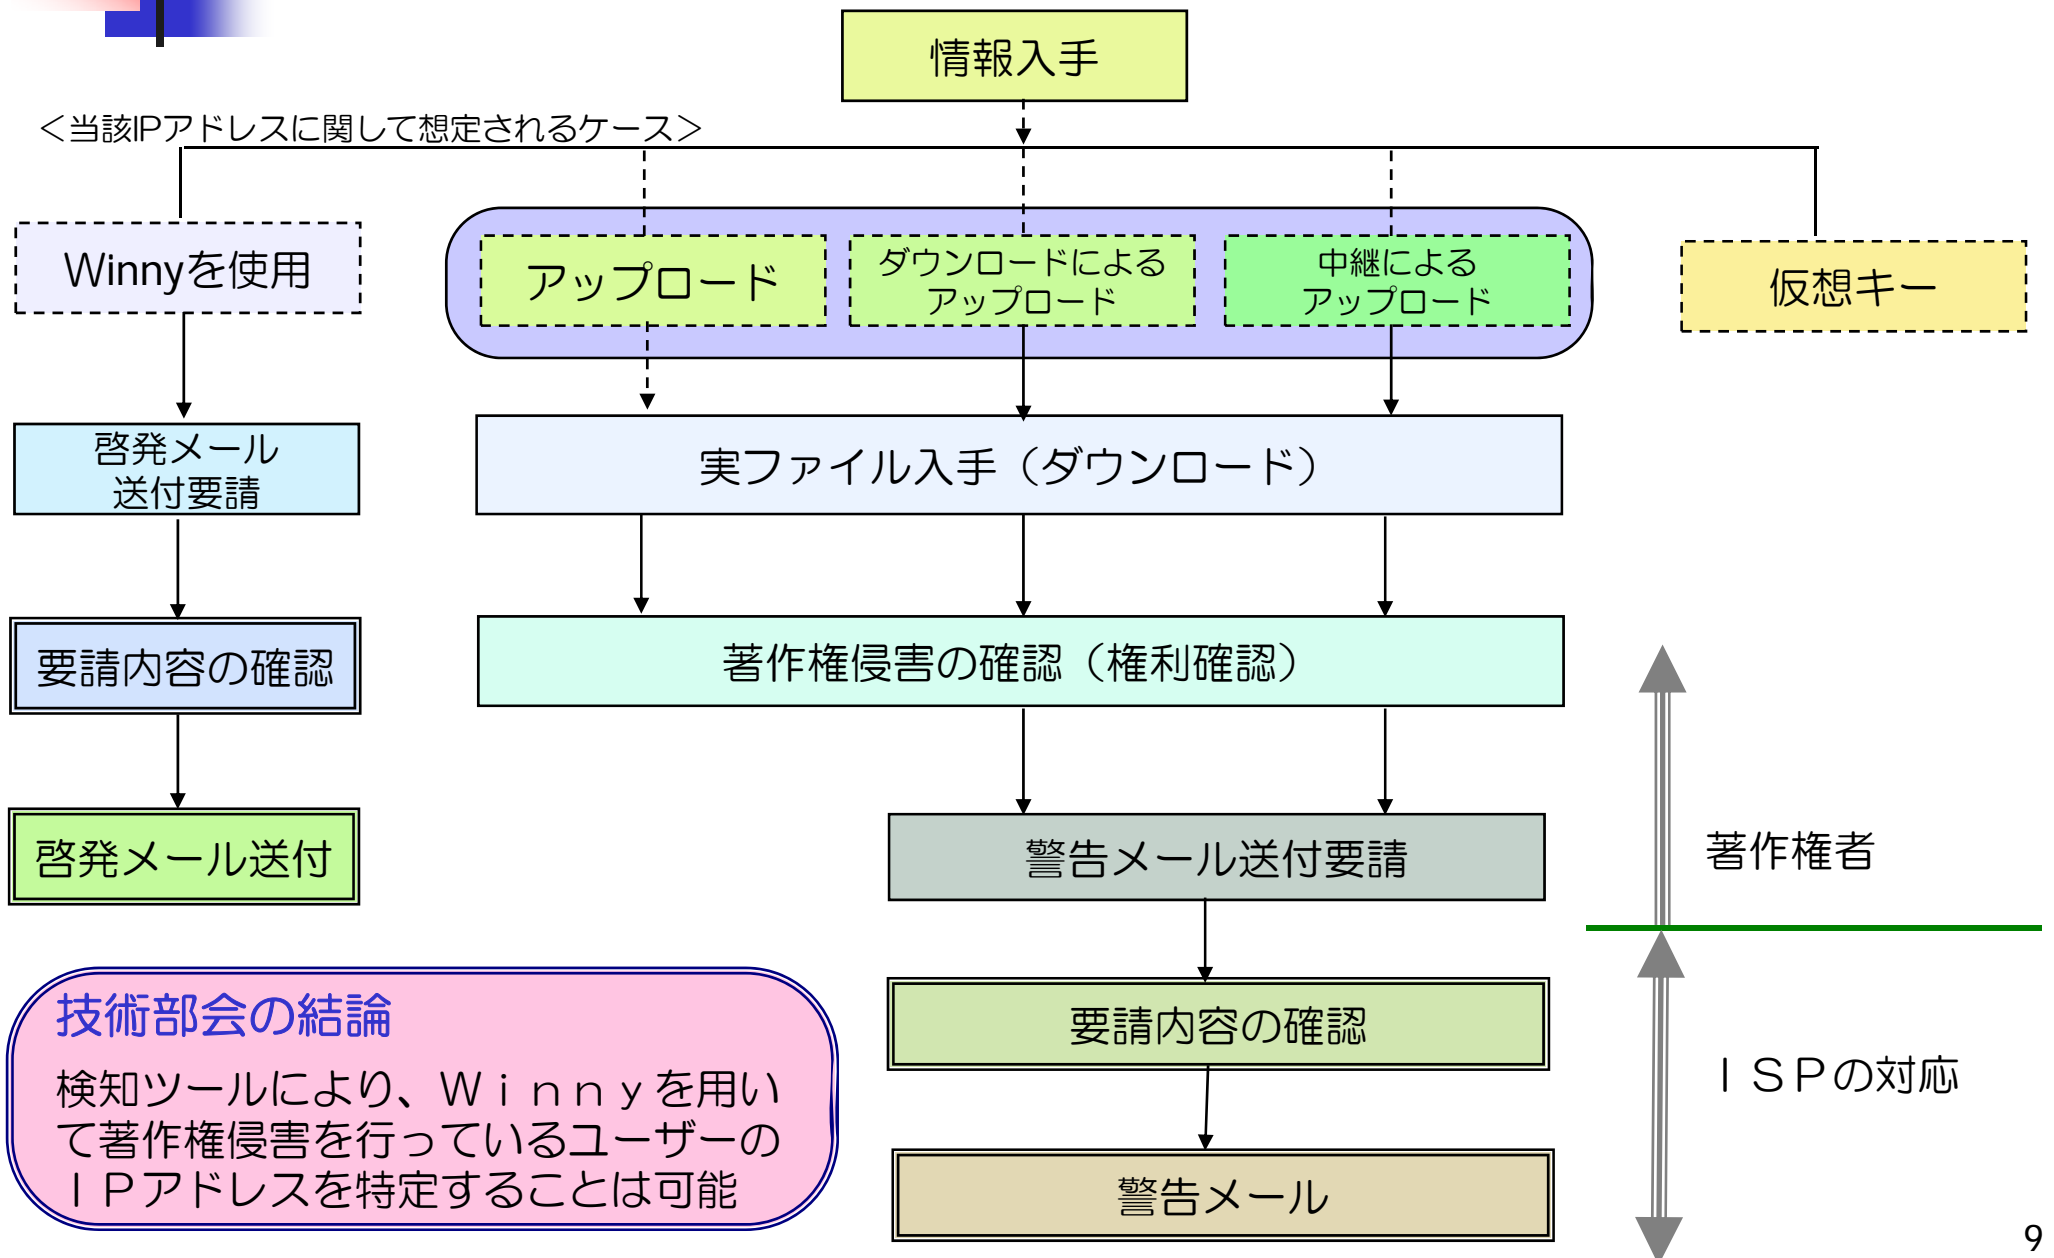 情報入手
＜当該IPアドレスに関して想定されるケース＞
Winnyを使用
アップロード
ダウンロードによる
アップロード
中継による
アップロード
仮想キー
啓発メール
送付要請
実ファイル入手（ダウンロード）
要請内容の確認
著作権侵害の確認（権利確認）
啓発メール送付
警告メール送付要請
著作権者
技術部会の結論
検知ツールにより、Ｗｉｎｎｙを用い
て著作権侵害を行っているユーザーの
ＩＰアドレスを特定することは可能
要請内容の確認
ＩＳＰの対応
警告メール
9